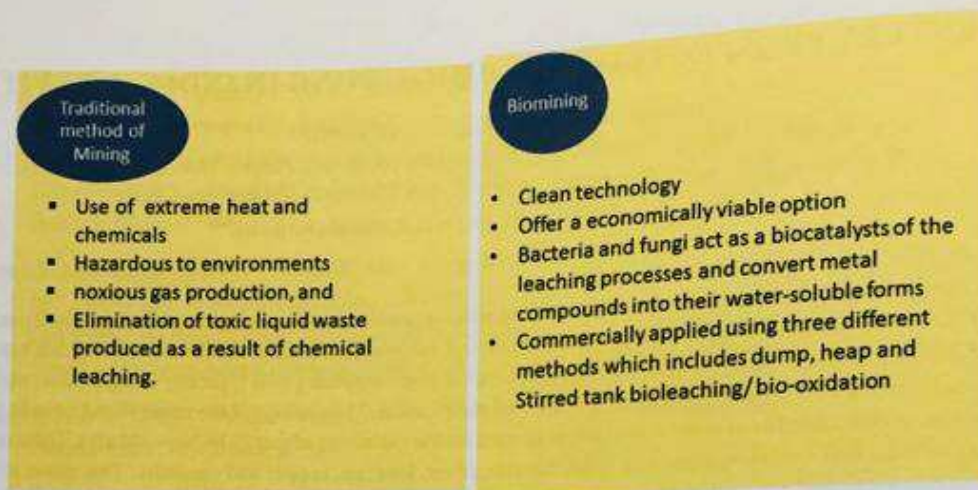 Traditional
method of
Mining
▪ Use of extreme heat and
chemicals
▪ Hazardous to environments
▪ noxious gas production, and
▪ Elimination of toxic liquid waste
produced as a result of chemical
leaching.
Biomining
• Clean technology
• Offer a economically viable option
• Bacteria and fungi act as a biocatalysts of the
leaching processes and convert metal
compounds into their water-soluble forms
• Commercially applied using three different
methods which includes dump, heap and
Stirred tank bioleaching/ bio-oxidation